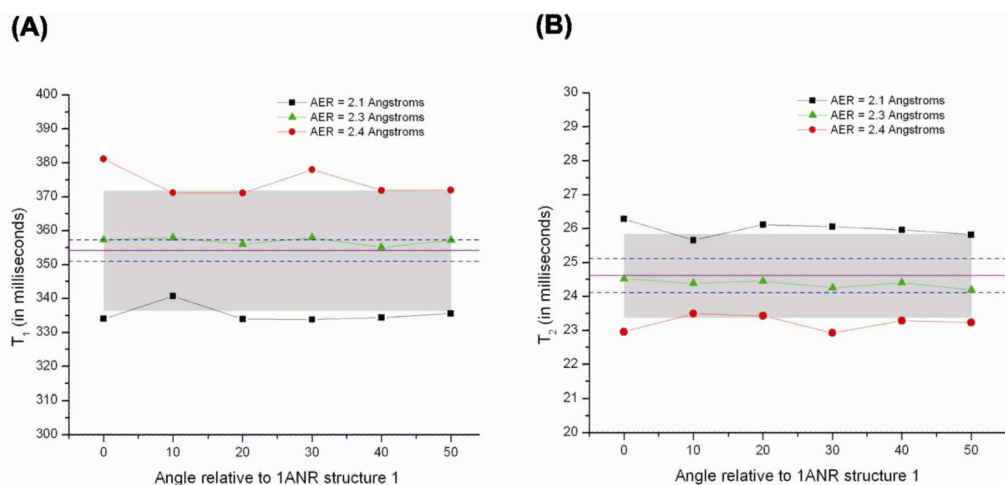 (A)
(B)
AER = 2.1 Angstroms
AER = 2.3 Angstroms
AER = 2.4 Angstroms
T1 (in milliseconds)
400
390
380
370
360
350
340
330
320
310
300
0 10 20 30 40 50
Angle relative to 1ANR structure 1
AER = 2.1 Angstroms
AER = 2.3 Angstroms
AER = 2.4 Angstroms
T2 (in milliseconds)
30
29
28
27
26
25
24
23
22
21
20
0 10 20 30 40 50
Angle relative to 1ANR structure 1